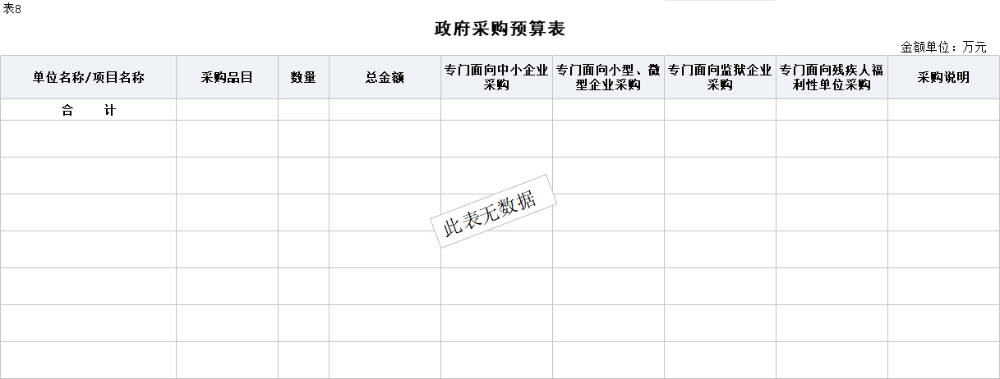 表8
政府采购预算表
金额单位：万元
单位名称/项目名称 采购品目 数量 总金额 专门面向中小企业采购 专门面向小型、微型企业采购 专门面向监狱企业采购 专门面向残疾人福利性单位采购 采购说明
合 计
此表无数据